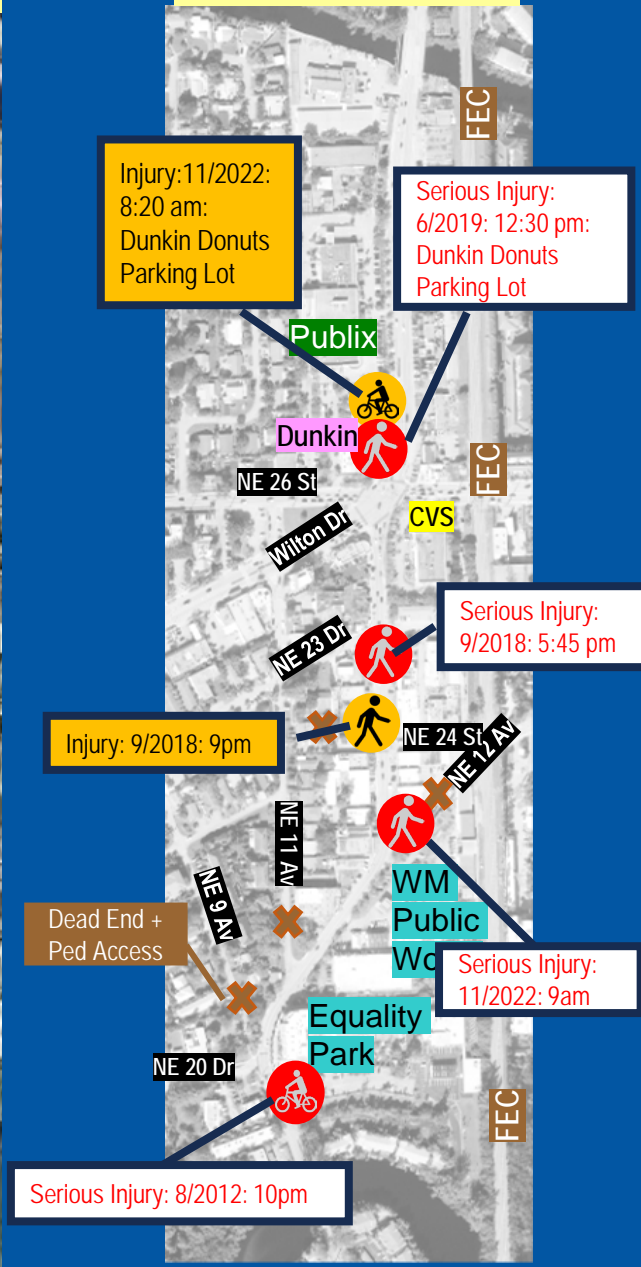 FEC
Injury:11/2022:
8:20 am:
Dunkin Donuts
Parking Lot
Serious Injury:
6/2019: 12:30 pm:
Dunkin Donuts
Parking Lot
Publix
Dunkin
NE 26 St
FEC
CVS
Wilton Dr
Serious Injury:
9/2018: 5:45 pm
NE 23 Dr
Injury: 9/2018: 9pm
NE 24 St
NE 12 Av
NE 11 Av
WM
Public
Wo
NE 9 Av
Dead End +
Ped Access
Serious Injury:
11/2022: 9am
Equality
Park
NE 20 Dr
FEC
Serious Injury: 8/2012: 10pm